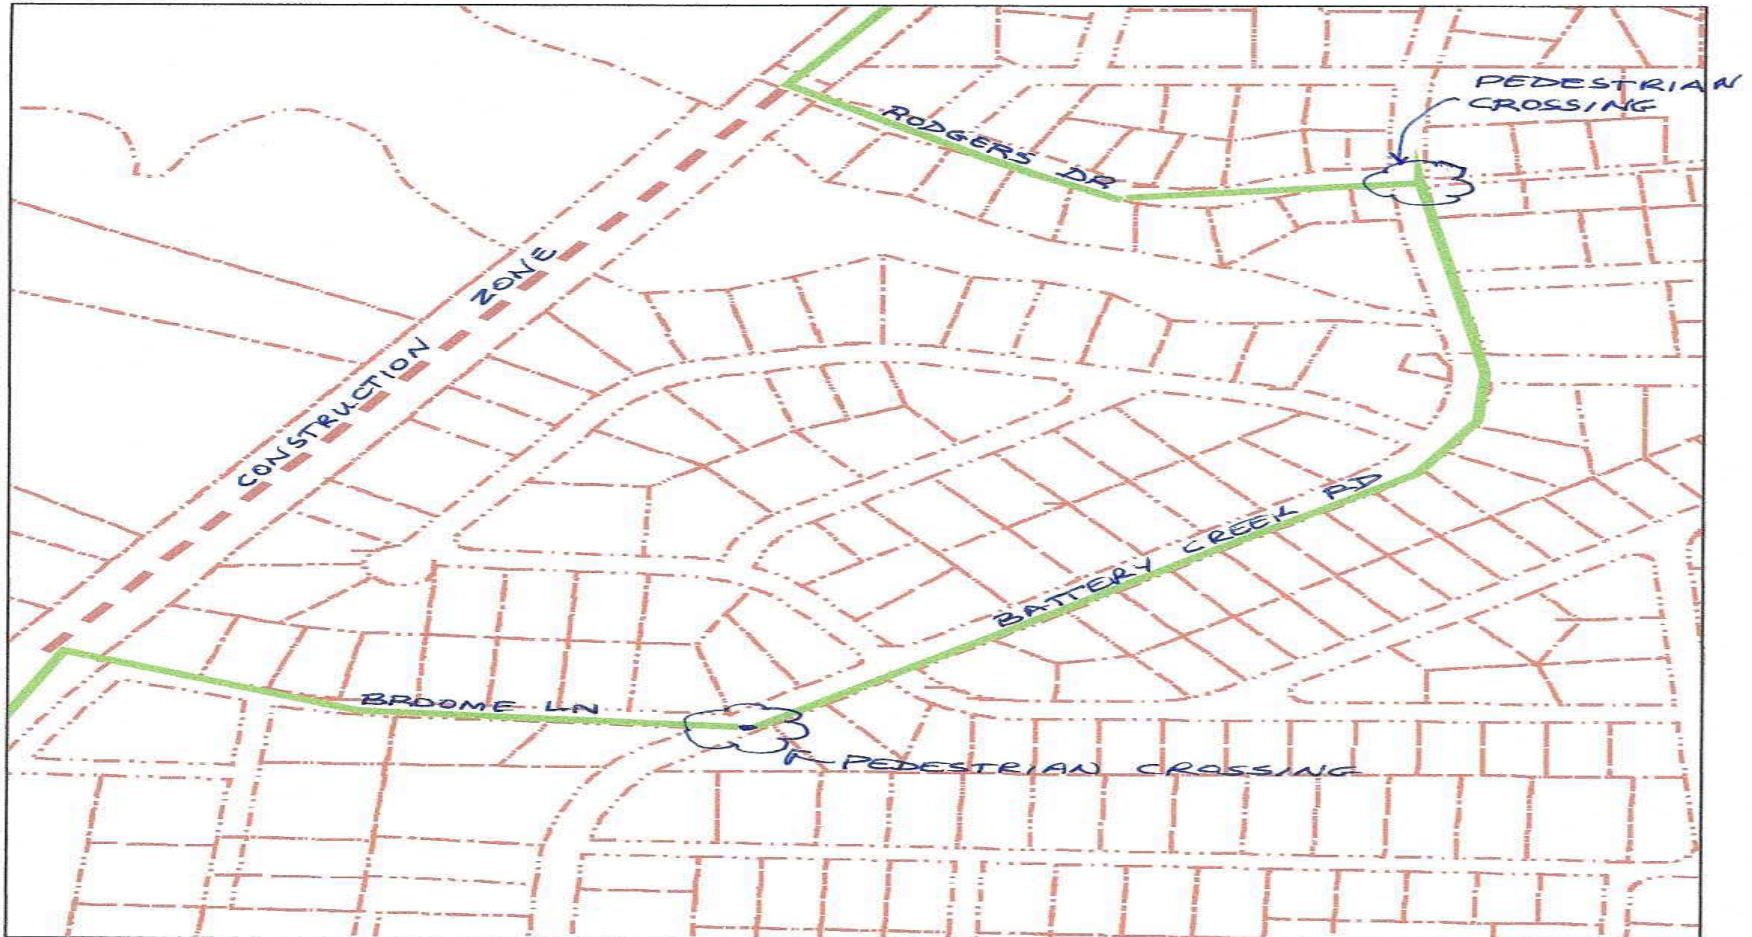 PEDESTRIAN
CROSSING
RODGERS DR
CONSTRUCTION ZONE
BATTERY CREEK RD
BROOME LN
PEDESTRIAN CROSSING